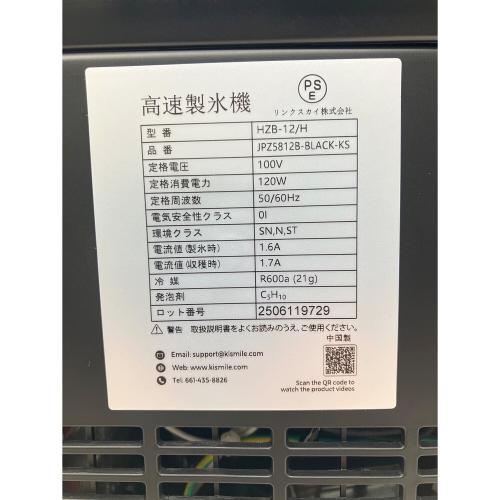 PS
E
高速製氷機
リンクスカイ株式会社
型 番 HZB-12/H
品 番 JPZ5812B-BLACK-KS
定格電圧 100V
定格消費電力 120W
定格周波数 50/60Hz
電気安全性クラス 0I
環境クラス SN,N,ST
電流値(製氷時) 1.6A
電流値(収穫時) 1.7A
冷 媒 R600a (21g)
発泡剤 C₅H₁₀
ロット番号 2506119729
警告 取扱説明書をよくお読みのうえ、ご使用ください。
中国製
Email: support@kismile.com
Web: www.kismile.com
Tel: 661-435-8826
Scan the QR code to
watch the product videos